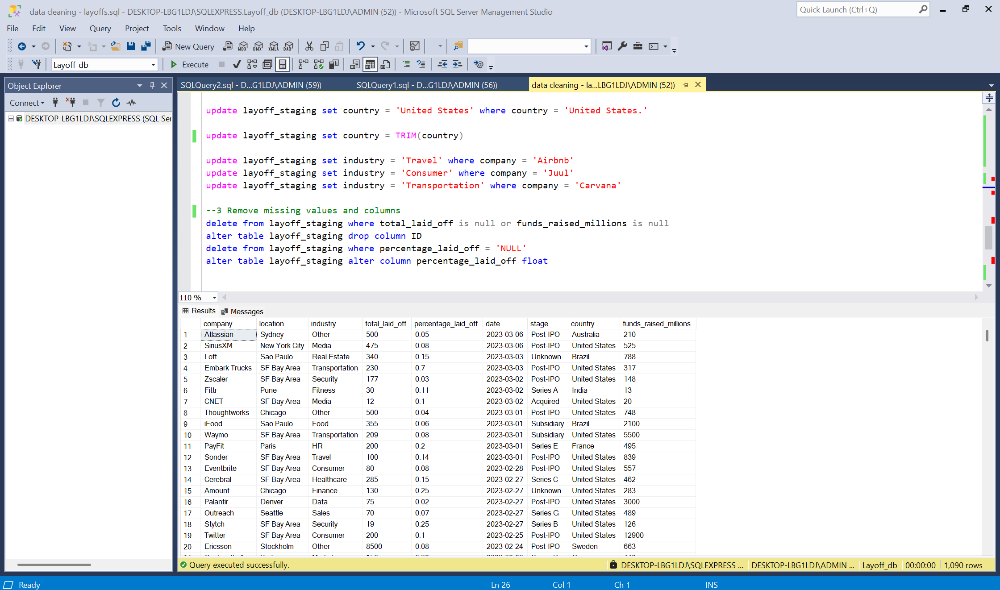 data cleaning - layoffs.sql - DESKTOP-LBG1LDJ\SQLEXPRESS.Layoff_db (DESKTOP-LBG1LDJ\ADMIN (52)) - Microsoft SQL Server Management Studio
Quick Launch (Ctrl+Q)
File Edit View Query Project Tools Window Help
New Query MDX DMX XMLA DAX
Layoff_db Execute
Object Explorer
Connect
DESKTOP-LBG1LDJ\SQLEXPRESS (SQL Ser
SQLQuery2.sql - D...G1LDJ\ADMIN (59)) SQLQuery1.sql - D...G1LDJ\ADMIN (56)) data cleaning - la...LBG1LDJ\ADMIN (52))
update layoff_staging set country = 'United States' where country = 'United States.'
update layoff_staging set country = TRIM(country)
update layoff_staging set industry = 'Travel' where company = 'Airbnb'
update layoff_staging set industry = 'Consumer' where company = 'Juul'
update layoff_staging set industry = 'Transportation' where company = 'Carvana'
--3 Remove missing values and columns
delete from layoff_staging where total_laid_off is null or funds_raised_millions is null
alter table layoff_staging drop column ID
delete from layoff_staging where percentage_laid_off = 'NULL'
alter table layoff_staging alter column percentage_laid_off float
110 %
Results Messages
company location industry total_laid_off percentage_laid_off date stage country funds_raised_millions
1 Atlassian Sydney Other 500 0.05 2023-03-06 Post-IPO Australia 210
2 SiriusXM New York City Media 475 0.08 2023-03-06 Post-IPO United States 525
3 Loft Sao Paulo Real Estate 340 0.15 2023-03-03 Unknown Brazil 788
4 Embark Trucks SF Bay Area Transportation 230 0.7 2023-03-03 Post-IPO United States 317
5 Zscaler SF Bay Area Security 177 0.03 2023-03-02 Post-IPO United States 148
6 Fittr Pune Fitness 30 0.11 2023-03-02 Series A India 13
7 CNET SF Bay Area Media 12 0.1 2023-03-02 Acquired United States 20
8 Thoughtworks Chicago Other 500 0.04 2023-03-01 Post-IPO United States 748
9 iFood Sao Paulo Food 355 0.06 2023-03-01 Subsidiary Brazil 2100
10 Waymo SF Bay Area Transportation 209 0.08 2023-03-01 Subsidiary United States 5500
11 PayFit Paris HR 200 0.2 2023-03-01 Series E France 495
12 Sonder SF Bay Area Travel 100 0.14 2023-03-01 Post-IPO United States 839
13 Eventbrite SF Bay Area Consumer 80 0.08 2023-02-28 Post-IPO United States 557
14 Cerebral SF Bay Area Healthcare 285 0.15 2023-02-27 Series C United States 462
15 Amount Chicago Finance 130 0.25 2023-02-27 Unknown United States 283
16 Palantir Denver Data 75 0.02 2023-02-27 Post-IPO United States 3000
17 Outreach Seattle Sales 70 0.07 2023-02-27 Series G United States 489
18 Stytch SF Bay Area Security 19 0.25 2023-02-27 Series B United States 126
19 Twitter SF Bay Area Consumer 200 0.1 2023-02-25 Post-IPO United States 12900
20 Ericsson Stockholm Other 8500 0.08 2023-02-24 Post-IPO Sweden 663
Query executed successfully. DESKTOP-LBG1LDJ\SQLEXPRESS ... DESKTOP-LBG1LDJ\ADMIN ... Layoff_db 00:00:00 1,090 rows
Ready Ln 26 Col 1 Ch 1 INS